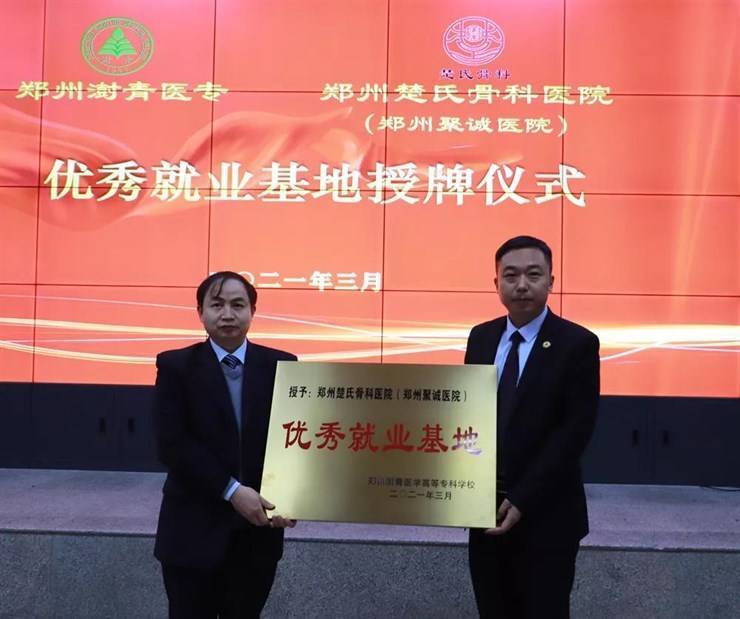 楚氏骨科
郑州澍青医专
郑州楚氏骨科医院
（郑州聚诚医院）
优秀就业基地授牌仪式
二〇二一年三月
授予：郑州楚氏骨科医院（郑州聚诚医院）
优秀就业基地
郑州澍青医学高等专科学校
二〇二一年三月